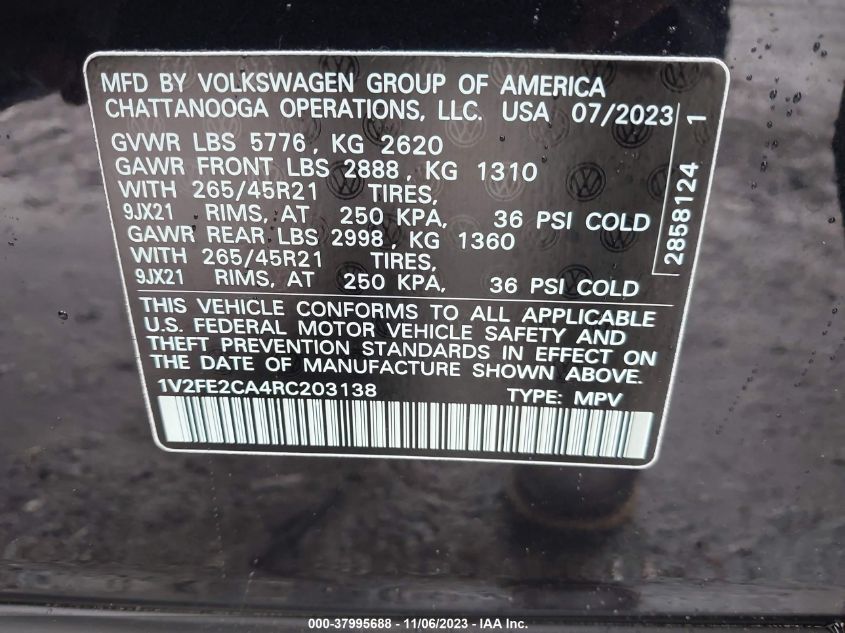 MFD BY VOLKSWAGEN GROUP OF AMERICA
CHATTANOOGA OPERATIONS, LLC. USA 07/2023
GVWR LBS 5776, KG 2620
GAWR FRONT LBS 2888, KG 1310
WITH 265/45R21 TIRES,
9JX21 RIMS, AT 250 KPA, 36 PSI COLD
GAWR REAR LBS 2998, KG 1360
WITH 265/45R21 TIRES,
9JX21 RIMS, AT 250 KPA, 36 PSI COLD
2858124 1
THIS VEHICLE CONFORMS TO ALL APPLICABLE
U.S. FEDERAL MOTOR VEHICLE SAFETY AND
THEFT PREVENTION STANDARDS IN EFFECT ON
THE DATE OF MANUFACTURE SHOWN ABOVE.
1V2FE2CA4RC203138 TYPE: MPV
000-37995688 - 11/06/2023 - IAA Inc.